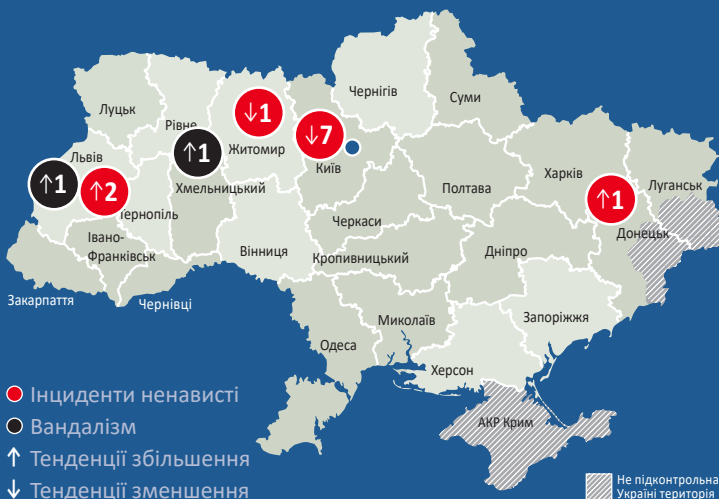 Чернігів
Суми
Луцьк
Рівне
↓1
Житомир
↓7
Київ
Львів
↑1
↑2
↑1
Хмельницький
Тернопіль
Полтава
Харків
↑1
Луганськ
Донецьк
Черкаси
Івано-
Франківськ
Вінниця
Кропивницький
Дніпро
Закарпаття
Чернівці
Миколаїв
Запоріжжя
Одеса
Херсон
АКР Крим
Інциденти ненависті
Вандалізм
↑ Тенденції збільшення
↓ Тенденції зменшення
Не підконтрольна
Україні територія